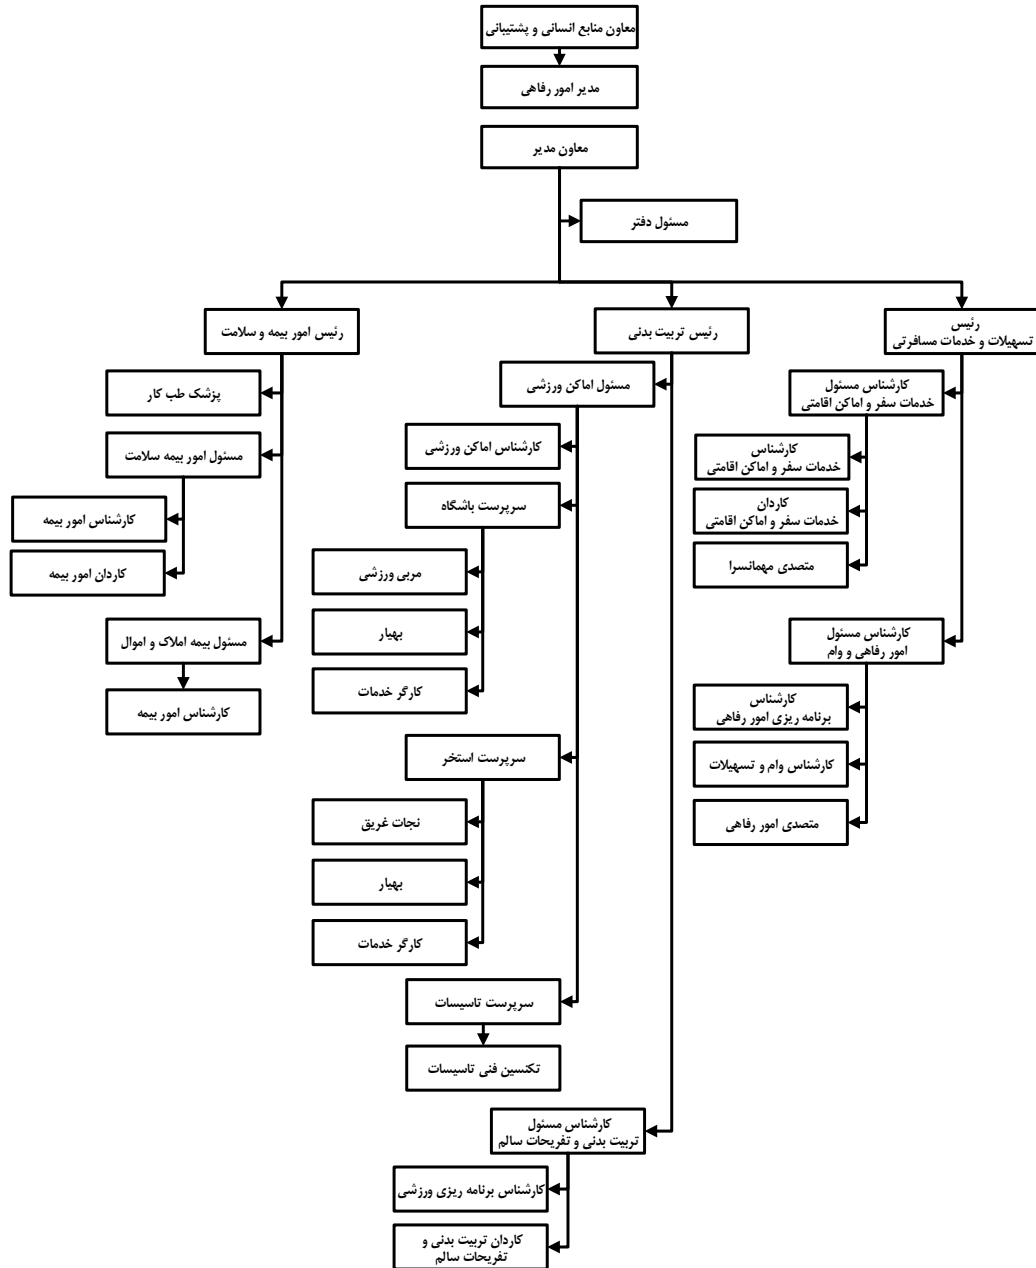 معاون منابع انسانی و پشتیبانی
مدیر امور رفاهی
معاون مدیر
مسئول دفتر
رئیس
تسهیلات و خدمات مسافرتی
کارشناس مسئول
خدمات سفر و اماکن اقامتی
کارشناس
خدمات سفر و اماکن اقامتی
کاردان
خدمات سفر و اماکن اقامتی
متصدی مهمانسرا
کارشناس مسئول
امور رفاهی و وام
کارشناس
برنامه ریزی امور رفاهی
کارشناس وام و تسهیلات
متصدی امور رفاهی
رئیس تربیت بدنی
مسئول اماکن ورزشی
کارشناس اماکن ورزشی
سرپرست باشگاه
مربی ورزشی
بهیار
کارگر خدمات
سرپرست استخر
نجات غریق
بهیار
کارگر خدمات
سرپرست تاسیسات
تکنسین فنی تاسیسات
کارشناس مسئول
تربیت بدنی و تفریحات سالم
کارشناس برنامه ریزی ورزشی
کاردان تربیت بدنی و
تفریحات سالم
رئیس امور بیمه و سلامت
پزشک طب کار
مسئول امور بیمه سلامت
کارشناس امور بیمه
کاردان امور بیمه
مسئول بیمه املاک و اموال
کارشناس امور بیمه